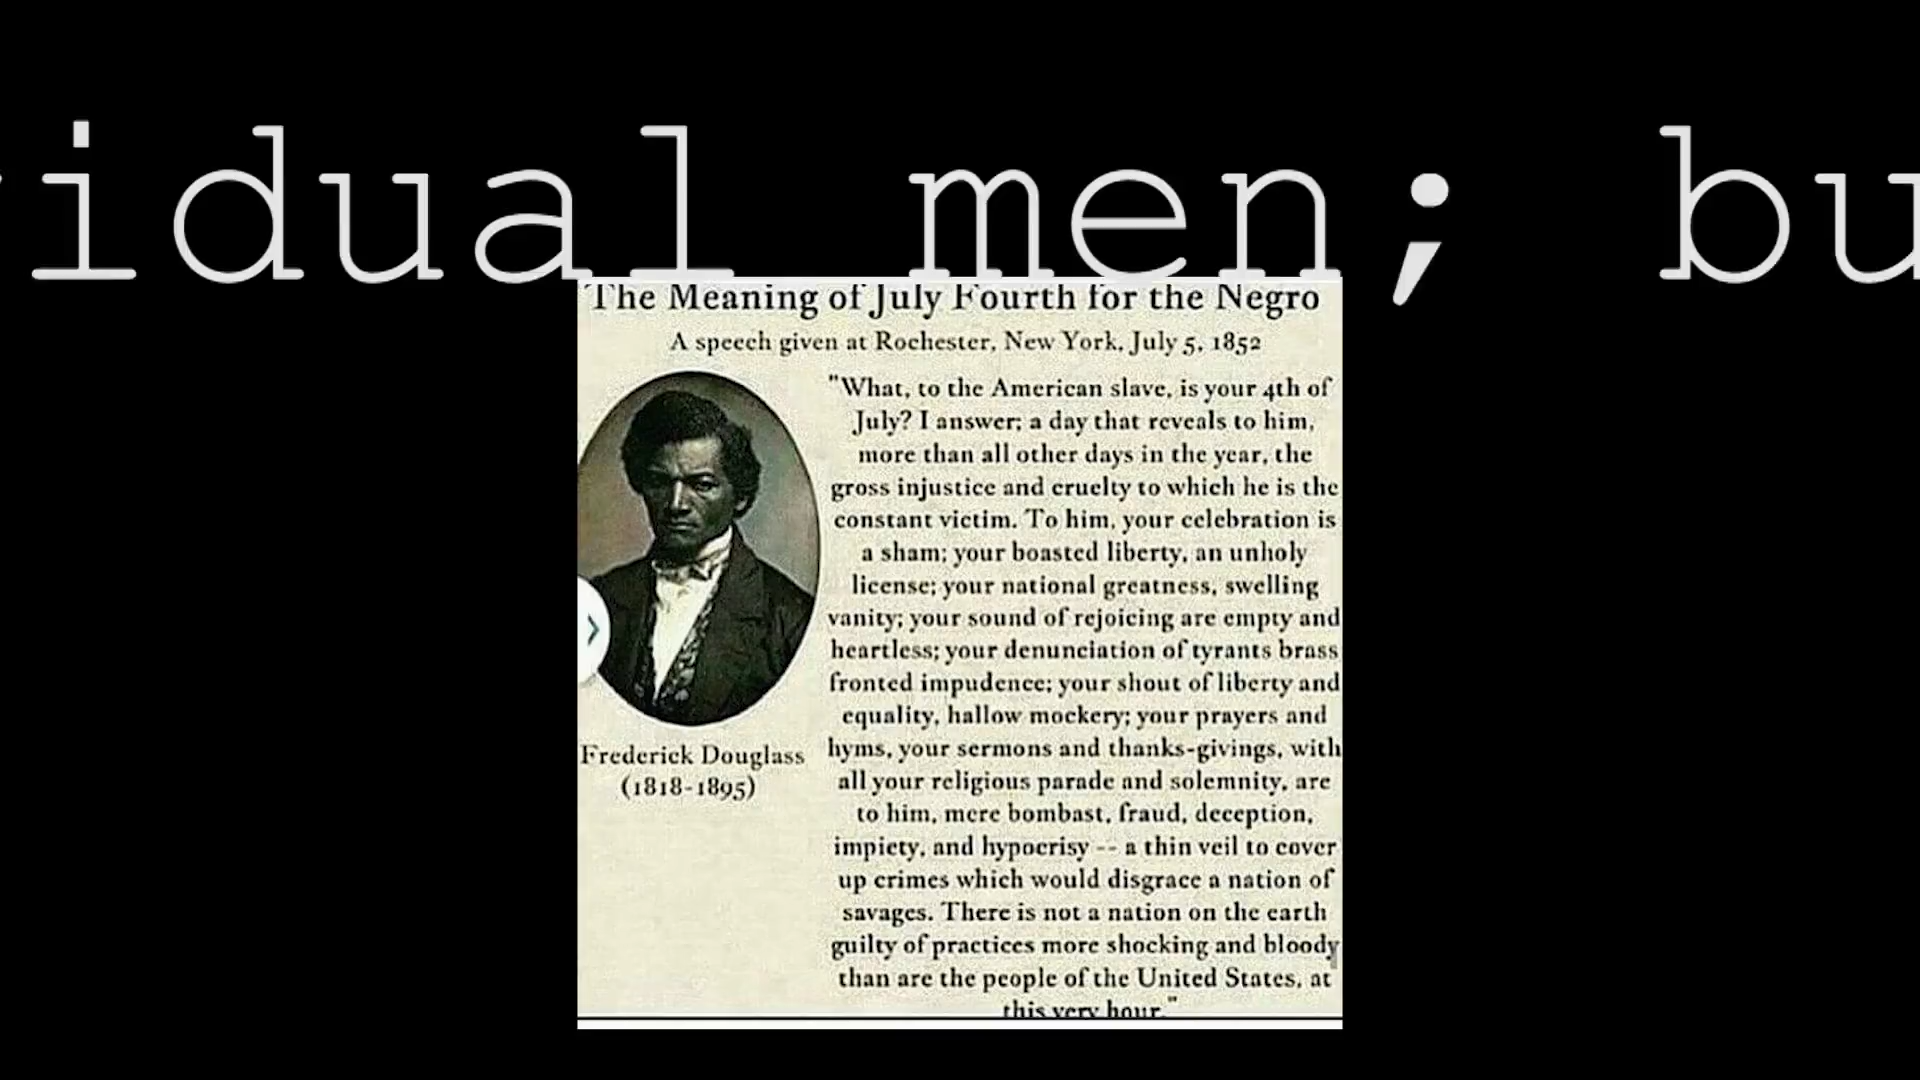 idual men; bu
The Meaning of July Fourth for the Negro
A speech given at Rochester, New York, July 5, 1852
"What, to the American slave, is your 4th of
July? I answer; a day that reveals to him,
more than all other days in the year, the
gross injustice and cruelty to which he is the
constant victim. To him, your celebration is
a sham; your boasted liberty, an unholy
license; your national greatness, swelling
vanity; your sound of rejoicing are empty and
heartless; your denunciation of tyrants brass
fronted impudence; your shout of liberty and
equality, hallow mockery; your prayers and
hyms, your sermons and thanks-givings, with
all your religious parade and solemnity, are
to him, mere bombast, fraud, deception,
impiety, and hypocrisy -- a thin veil to cover
up crimes which would disgrace a nation of
savages. There is not a nation on the earth
guilty of practices more shocking and bloody
than are the people of the United States, at
this very hour."
Frederick Douglass
(1818-1895)